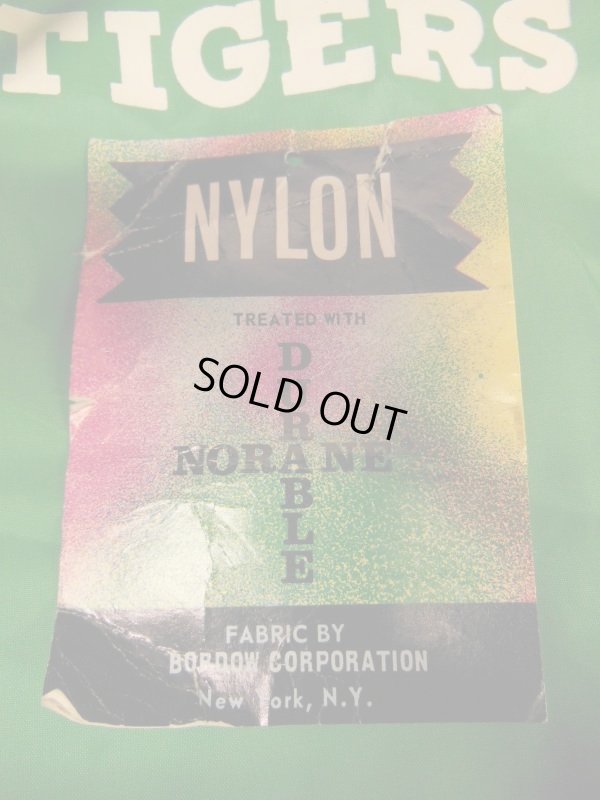 TIGERS
NYLON
TREATED WITH
DURABLE
NORANE
SOLD OUT
FABRIC BY
BORDOW CORPORATION
New York, N.Y.